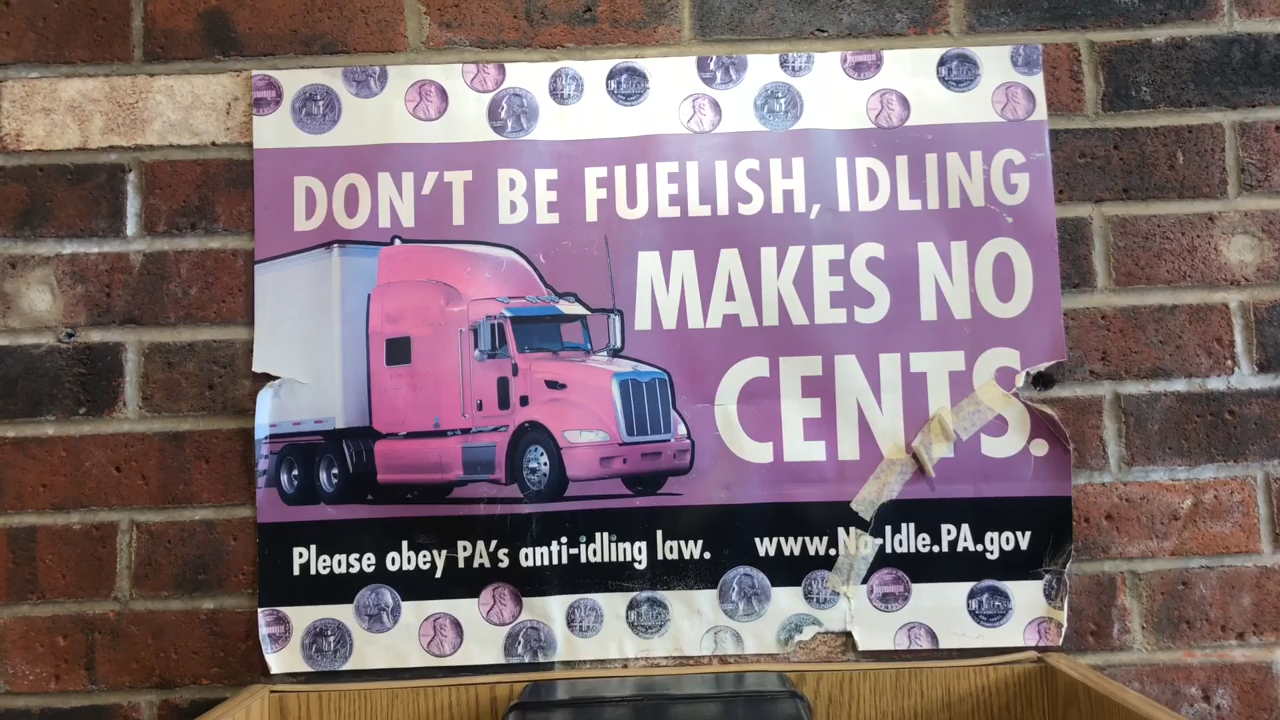 DON'T BE FUELISH, IDLING
MAKES NO
CENTS.
Please obey PA's anti-idling law. www.No-Idle.PA.gov